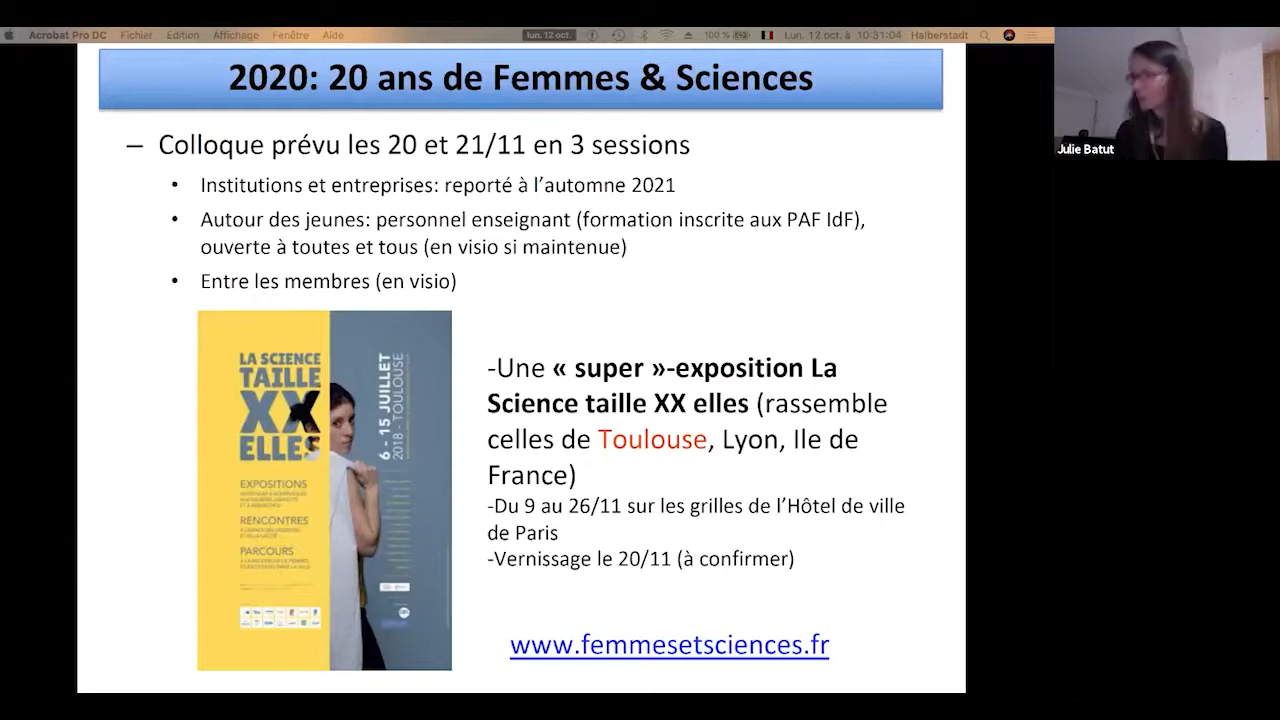 Acrobat Pro DC Fichier Edition Affichage Fenêtre Aide lun. 12 oct. 100 % Lun. 12 oct. à 10:31:04 Halberstadt
2020: 20 ans de Femmes & Sciences
– Colloque prévu les 20 et 21/11 en 3 sessions
• Institutions et entreprises: reporté à l’automne 2021
• Autour des jeunes: personnel enseignant (formation inscrite aux PAF IdF),
ouverte à toutes et tous (en visio si maintenue)
• Entre les membres (en visio)
LA SCIENCE
TAILLE
XX
ELLES
EXPOSITIONS
RENCONTRES
PARCOURS
6 - 15 JUILLET
2018 - TOULOUSE
-Une « super »-exposition La
Science taille XX elles (rassemble
celles de Toulouse, Lyon, Ile de
France)
-Du 9 au 26/11 sur les grilles de l’Hôtel de ville
de Paris
-Vernissage le 20/11 (à confirmer)
www.femmesetsciences.fr
Julie Batut